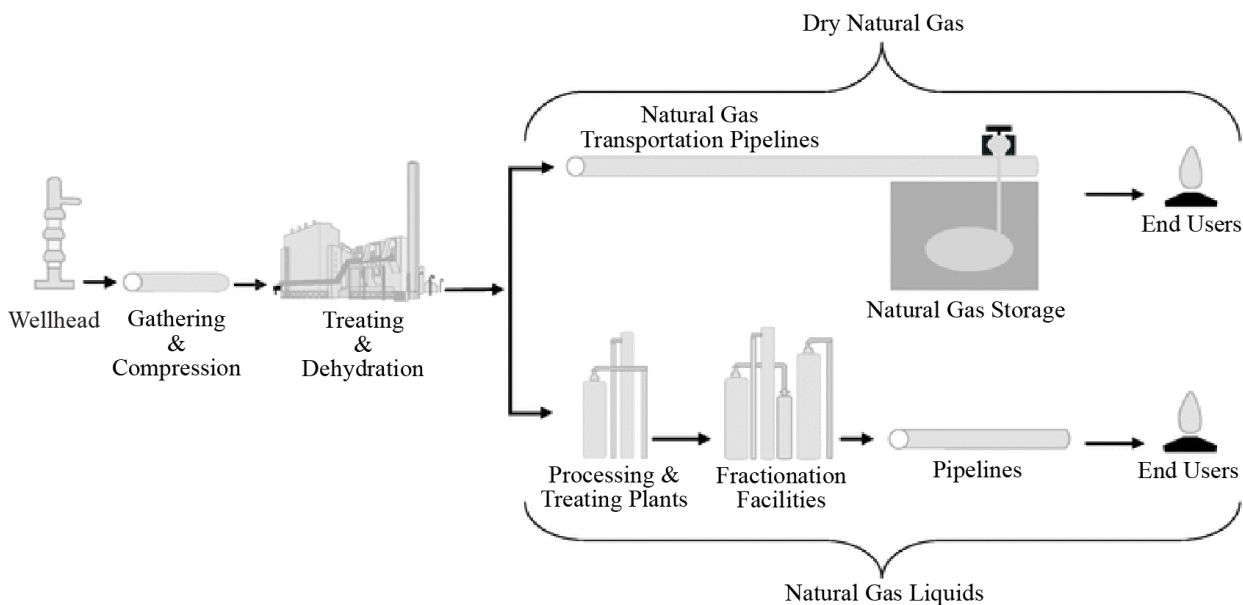 Dry Natural Gas
Natural Gas
Transportation Pipelines
End Users
Natural Gas Storage
Wellhead
Gathering
&
Compression
Treating
&
Dehydration
Processing &
Treating Plants
Fractionation
Facilities
Pipelines
End Users
Natural Gas Liquids